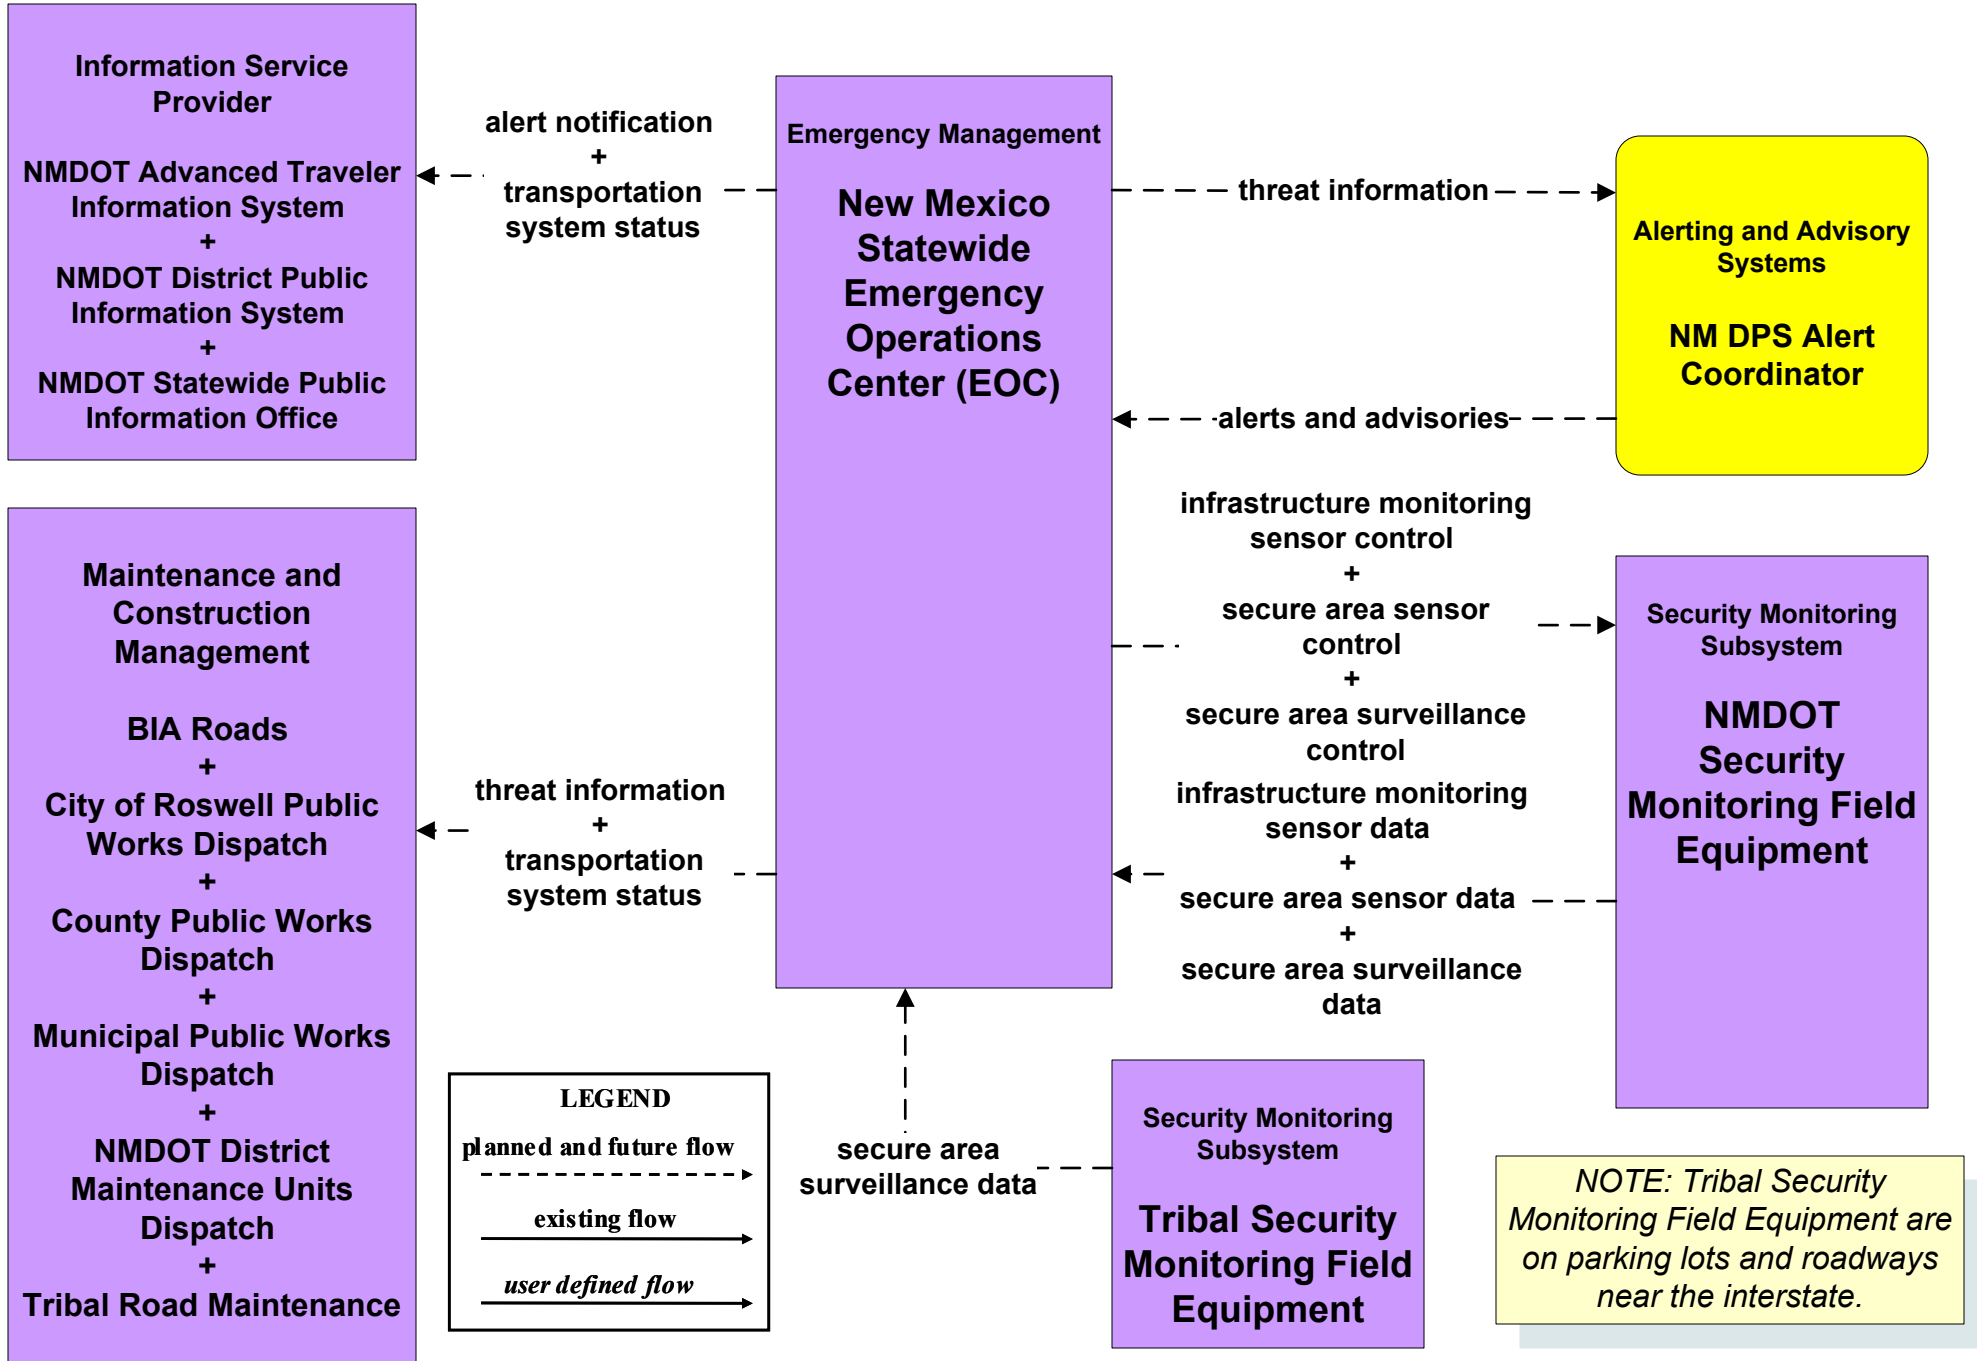 Information Service
Provider
NMDOT Advanced Traveler
Information System
+
NMDOT District Public
Information System
+
NMDOT Statewide Public
Information Office
alert notification
+
transportation
system status
Emergency Management
New Mexico
Statewide
Emergency
Operations
Center (EOC)
threat information
alerts and advisories
Alerting and Advisory
Systems
NM DPS Alert
Coordinator
Maintenance and
Construction
Management
BIA Roads
+
City of Roswell Public
Works Dispatch
+
County Public Works
Dispatch
+
Municipal Public Works
Dispatch
+
NMDOT District
Maintenance Units
Dispatch
+
Tribal Road Maintenance
threat information
+
transportation
system status
infrastructure monitoring
sensor control
+
secure area sensor
control
+
secure area surveillance
control
infrastructure monitoring
sensor data
+
secure area sensor data
+
secure area surveillance
data
Security Monitoring
Subsystem
NMDOT
Security
Monitoring Field
Equipment
LEGEND
planned and future flow
existing flow
user defined flow
secure area
surveillance data
Security Monitoring
Subsystem
Tribal Security
Monitoring Field
Equipment
NOTE: Tribal Security
Monitoring Field Equipment are
on parking lots and roadways
near the interstate.